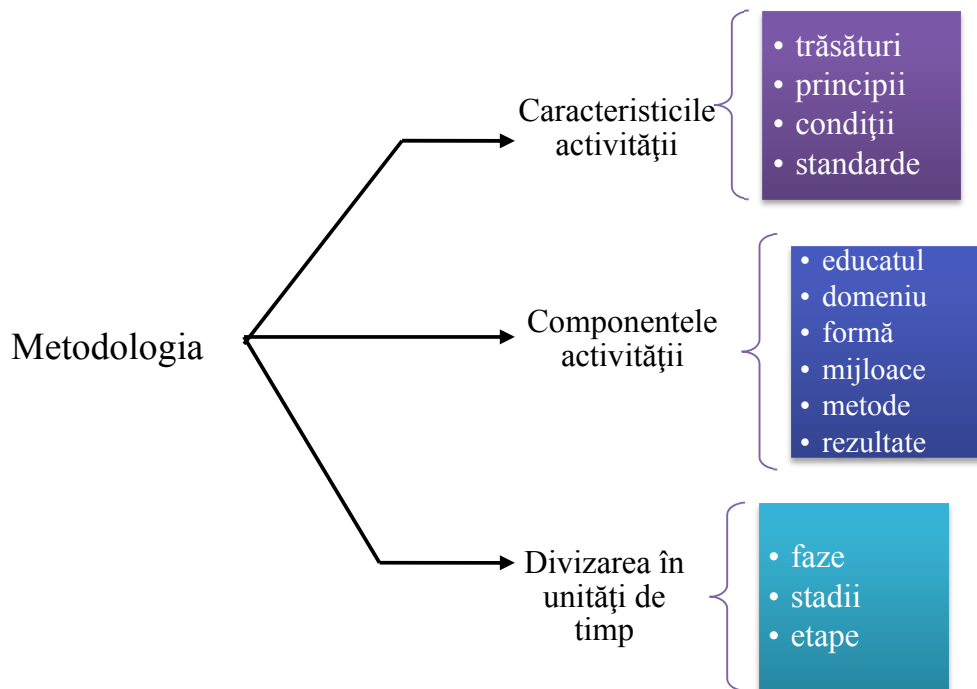 Metodologia
Caracteristicile
activităţii
• trăsături
• principii
• condiţii
• standarde
Componentele
activităţii
• educatul
• domeniu
• formă
• mijloace
• metode
• rezultate
Divizarea în
unităţi de
timp
• faze
• stadii
• etape